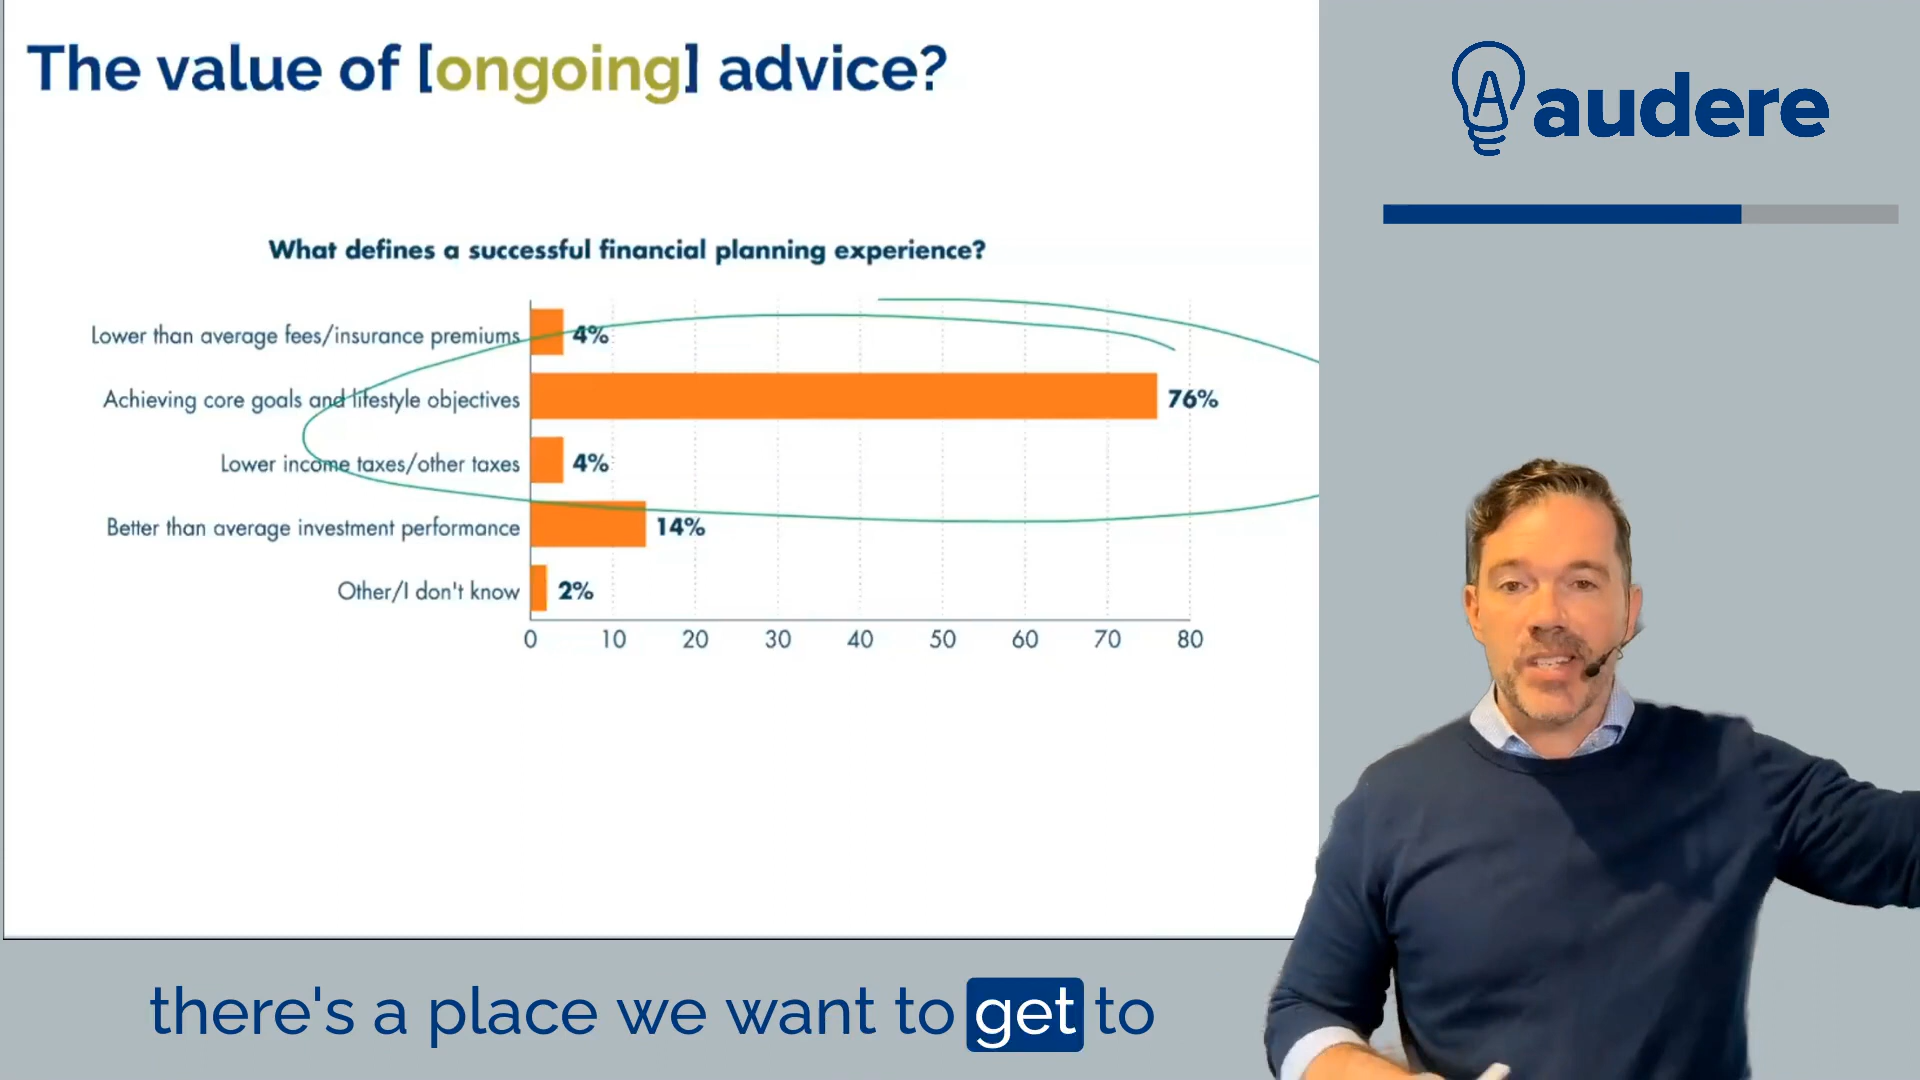 The value of [ongoing] advice?
A audere
What defines a successful financial planning experience?
Lower than average fees/insurance premiums 4%
Achieving core goals and lifestyle objectives 76%
Lower income taxes/other taxes 4%
Better than average investment performance 14%
Other/I don't know 2%
0 10 20 30 40 50 60 70 80
there's a place we want to get to